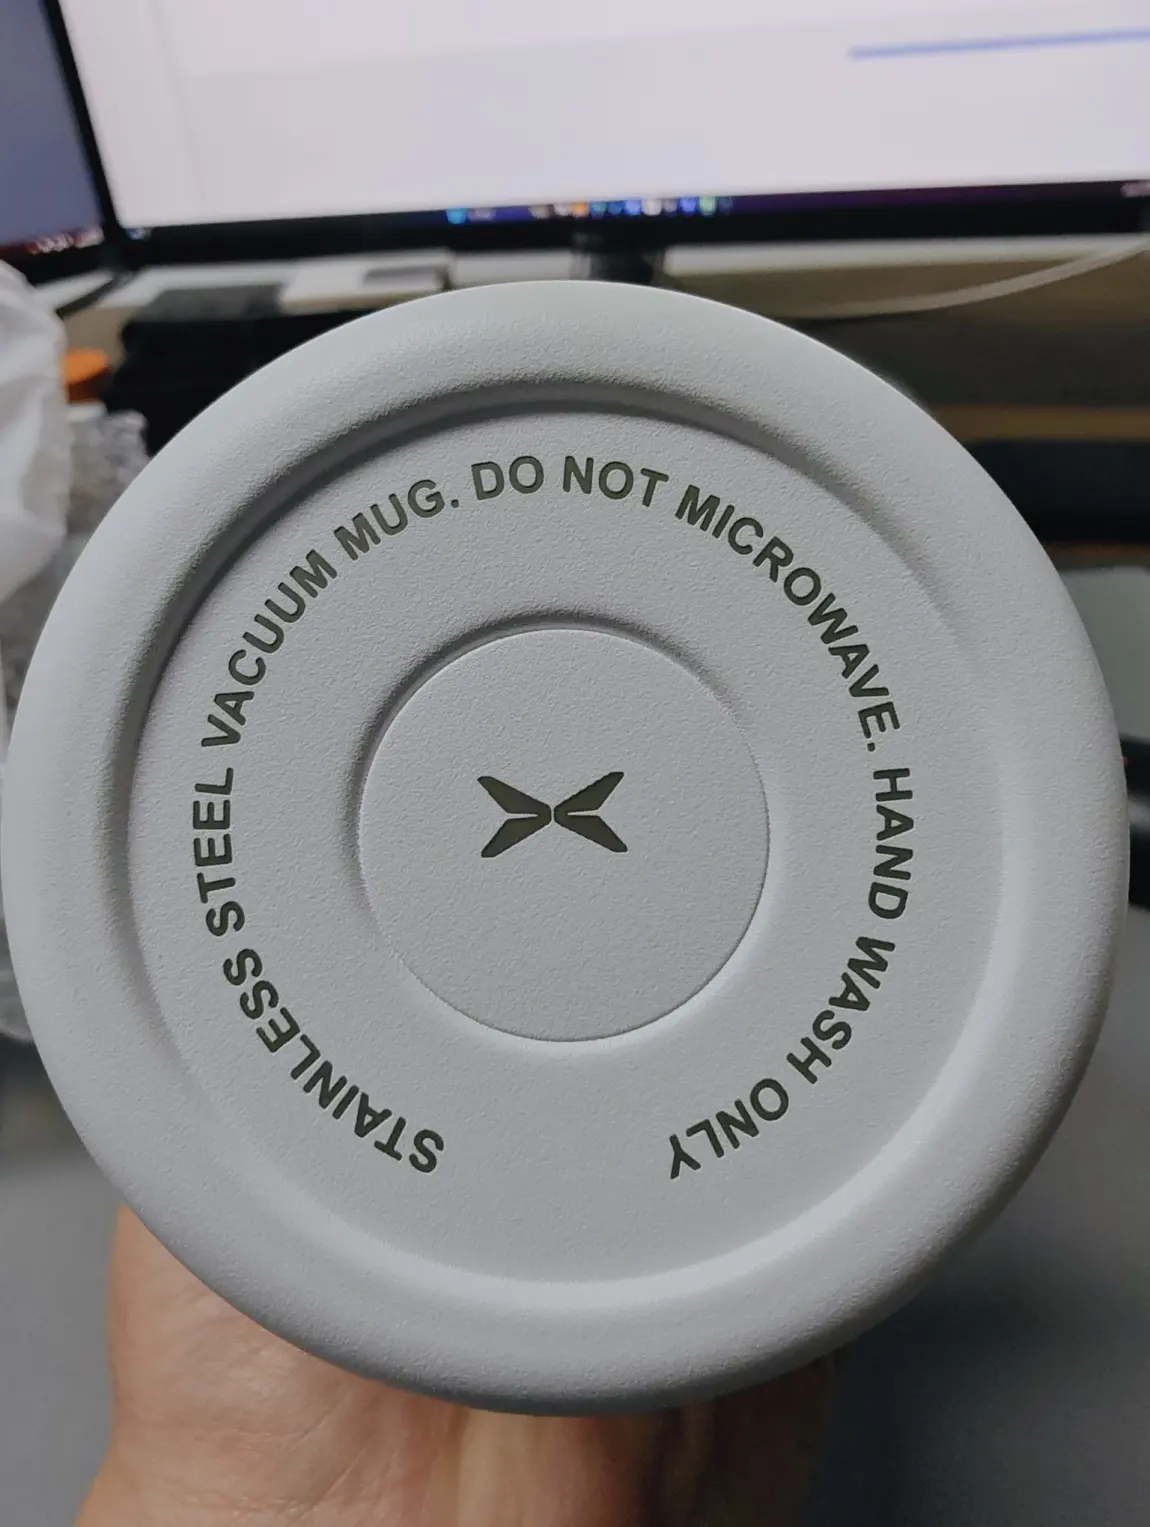 STAINLESS STEEL VACUUM MUG. DO NOT MICROWAVE. HAND WASH ONLY